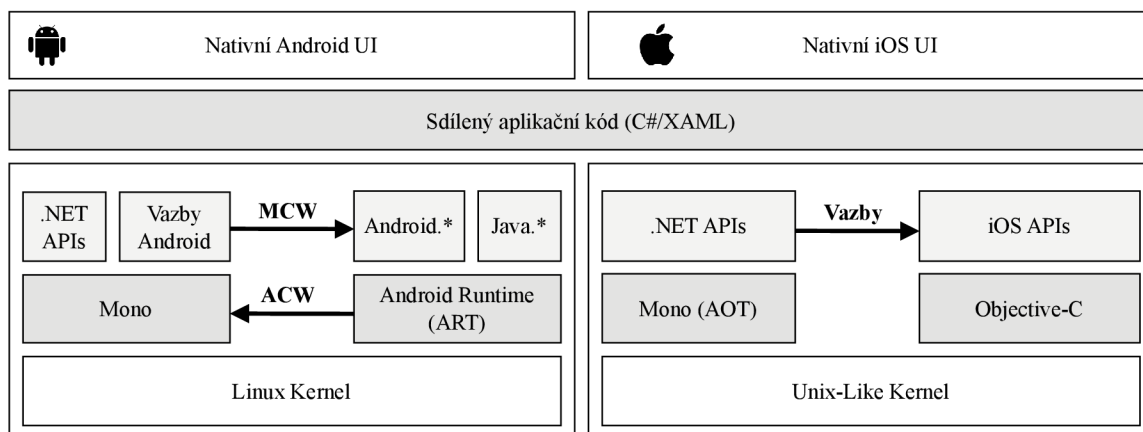 Nativní Android UI
Nativní iOS UI
Sdílený aplikační kód (C#/XAML)
.NET
APIs
Vazby
Android
MCW
Android.*
Java.*
Mono
ACW
Android Runtime
(ART)
Linux Kernel
.NET APIs
Vazby
iOS APIs
Mono (AOT)
Objective-C
Unix-Like Kernel